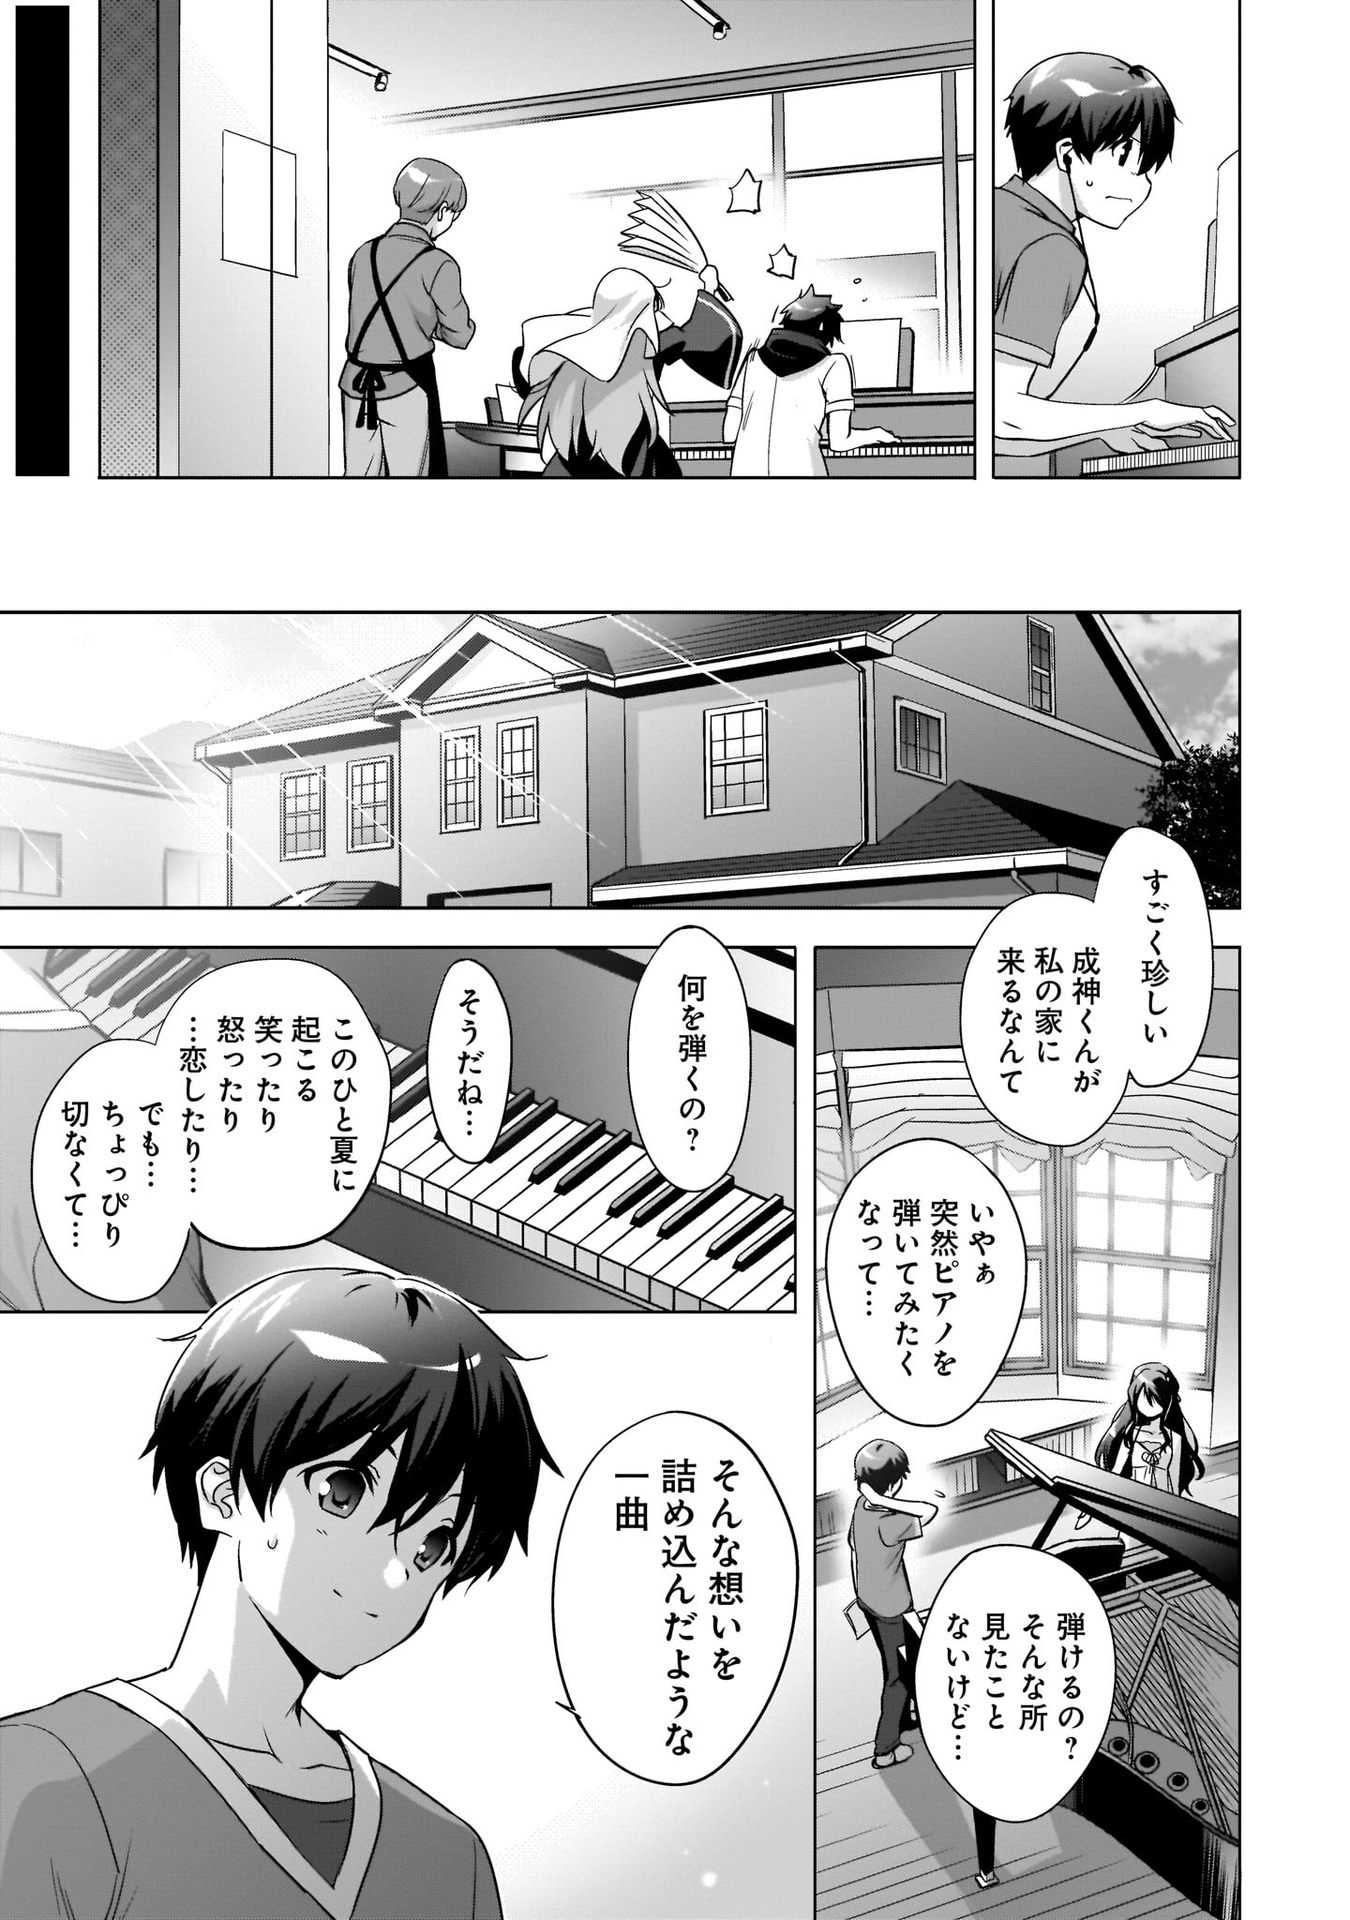 すごく珍しい
成神くんが
私の家に
来るなんて
いやぁ
突然ピアノを
弾いてみたく
なって…
弾けるの？
そんな所
見たこと
ないけど…
何を弾くの？
そうだね…
このひと夏に
起こる
笑ったり
怒ったり
…恋したり…
でも…
ちょっぴり
切なくて…
そんな想いを
詰め込んだような
一曲